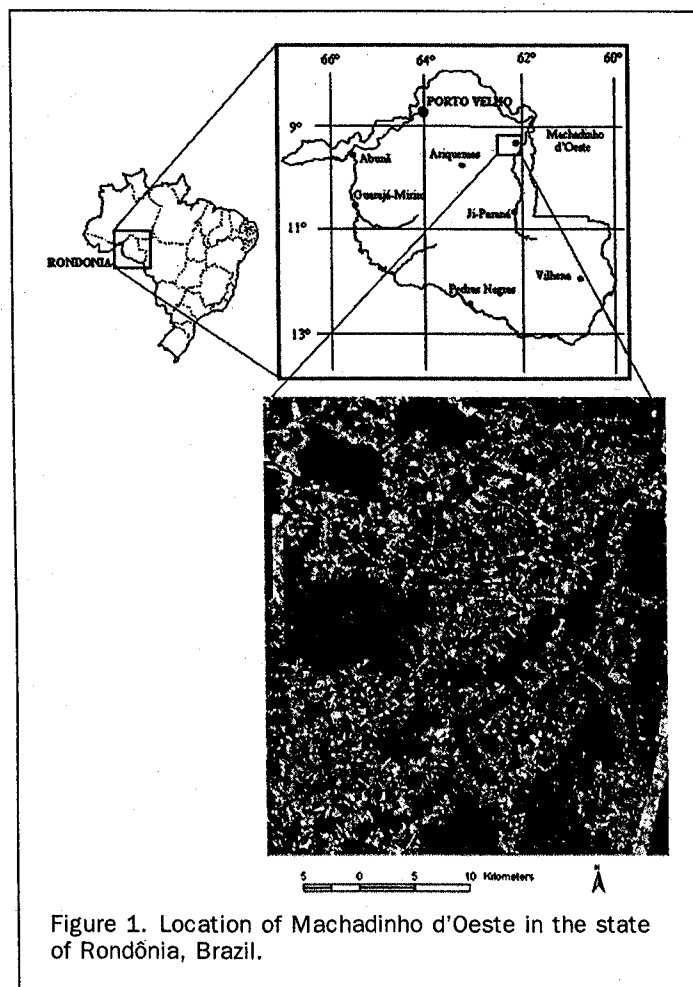 66°
64°
62°
60°
PORTO VELHO
9°
Machadinho
d'Oeste
Abunã
Ariquemes
Guarajá-Mirim
Ji-Paraná
11°
RONDONIA
Vilhena
Pedras Negras
13°
5 0 5 10 Kilometers
N
Figure 1. Location of Machadinho d'Oeste in the state
of Rondônia, Brazil.